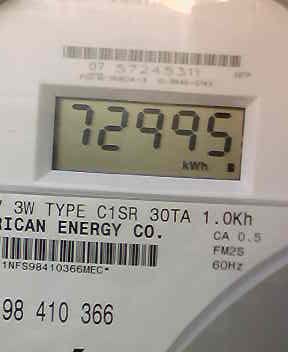 07 57245311
72995
kWh
V 3W TYPE C1SR 30TA 1.0Kh
RICAN ENERGY CO.
CA 0.5
FM2S
60Hz
1NFS98410366MEC*
98 410 366